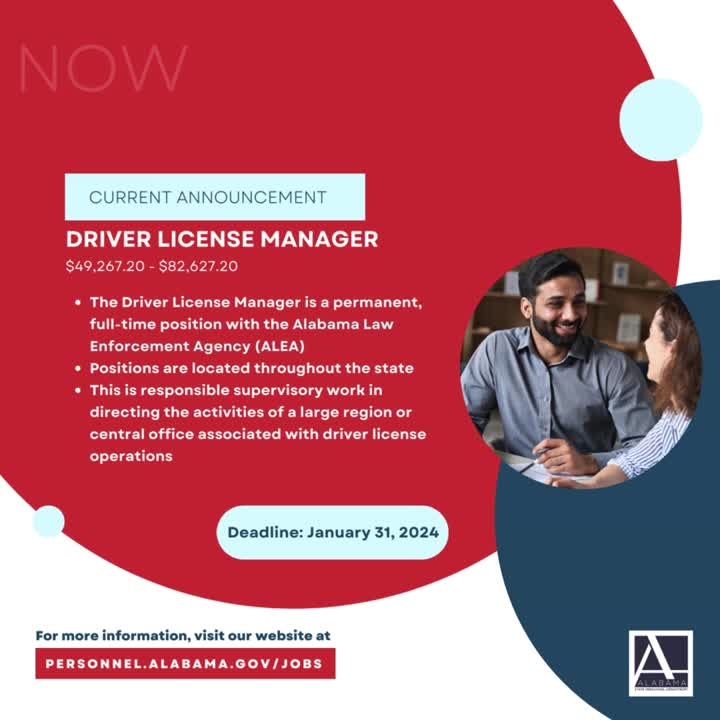 NOW
CURRENT ANNOUNCEMENT
DRIVER LICENSE MANAGER
$49,267.20 - $82,627.20
• The Driver License Manager is a permanent,
full-time position with the Alabama Law
Enforcement Agency (ALEA)
• Positions are located throughout the state
• This is responsible supervisory work in
directing the activities of a large region or
central office associated with driver license
operations
Deadline: January 31, 2024
For more information, visit our website at
PERSONNEL.ALABAMA.GOV/JOBS
A
ALABAMA
STATE PERSONNEL DEPARTMENT